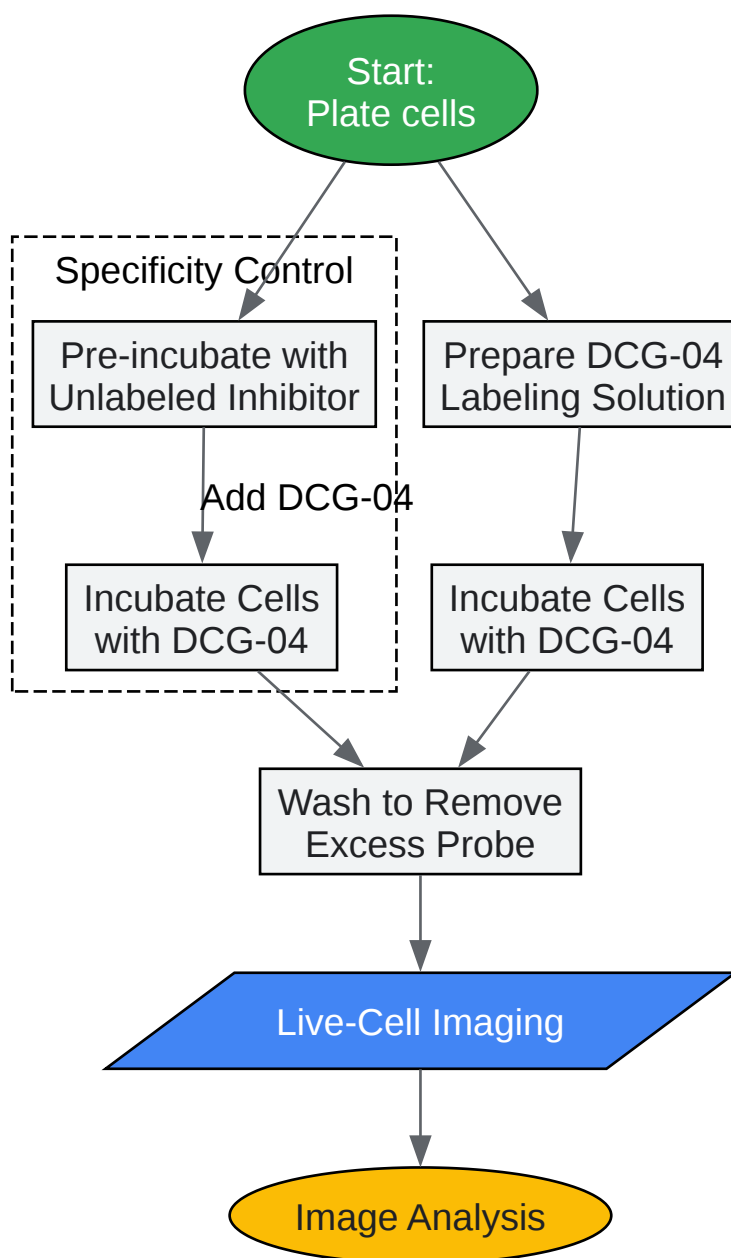 Start:
Plate cells
Specificity Control
Pre-incubate with
Unlabeled Inhibitor
Prepare DCG-04
Labeling Solution
Add DCG-04
Incubate Cells
with DCG-04
Incubate Cells
with DCG-04
Wash to Remove
Excess Probe
Live-Cell Imaging
Image Analysis